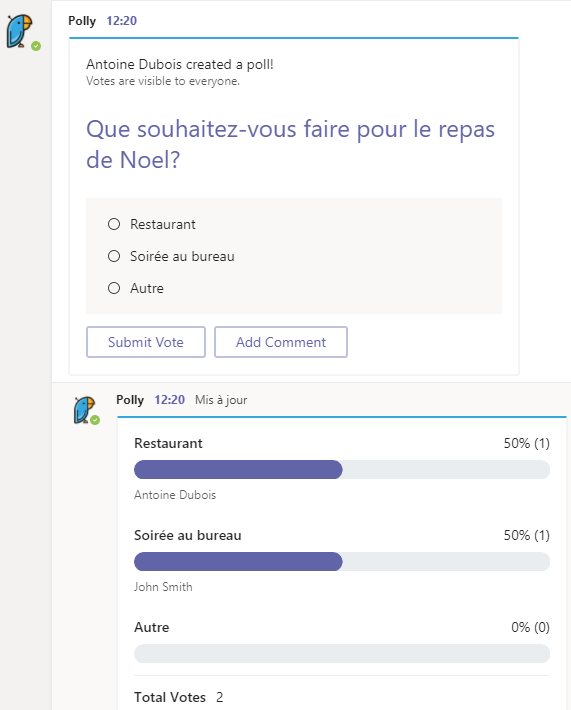 Polly 12:20
Antoine Dubois created a poll!
Votes are visible to everyone.
Que souhaitez-vous faire pour le repas
de Noel?
Restaurant
Soirée au bureau
Autre
Submit Vote Add Comment
Polly 12:20 Mis à jour
Restaurant 50% (1)
Antoine Dubois
Soirée au bureau 50% (1)
John Smith
Autre 0% (0)
Total Votes 2